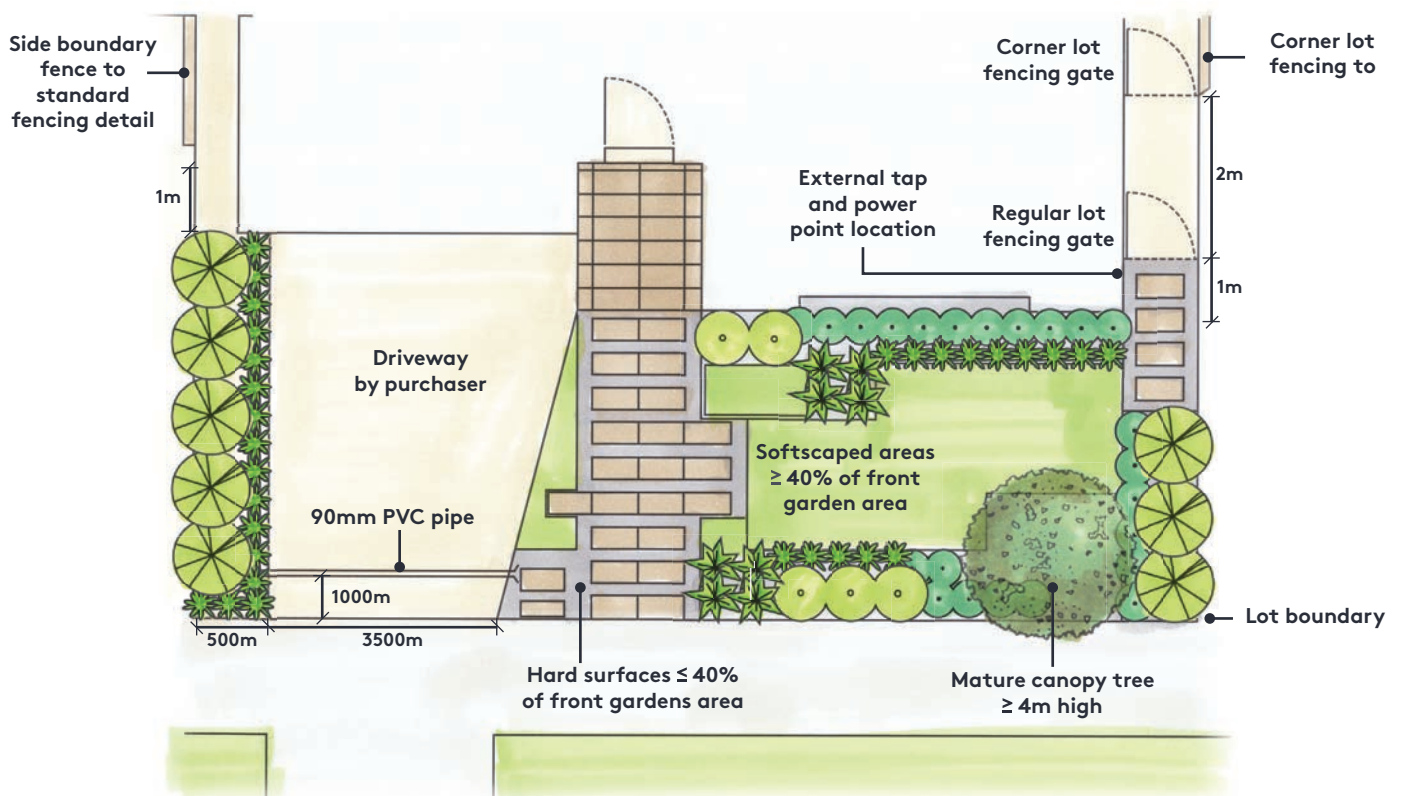 Side boundary
fence to
standard
fencing detail
1m
Corner lot
fencing gate
Corner lot
fencing to
2m
External tap
and power
point location
Regular lot
fencing gate
1m
Driveway
by purchaser
Softscaped areas
≥ 40% of front
garden area
90mm PVC pipe
1000m
500m
3500m
Lot boundary
Hard surfaces ≤ 40%
of front gardens area
Mature canopy tree
≥ 4m high